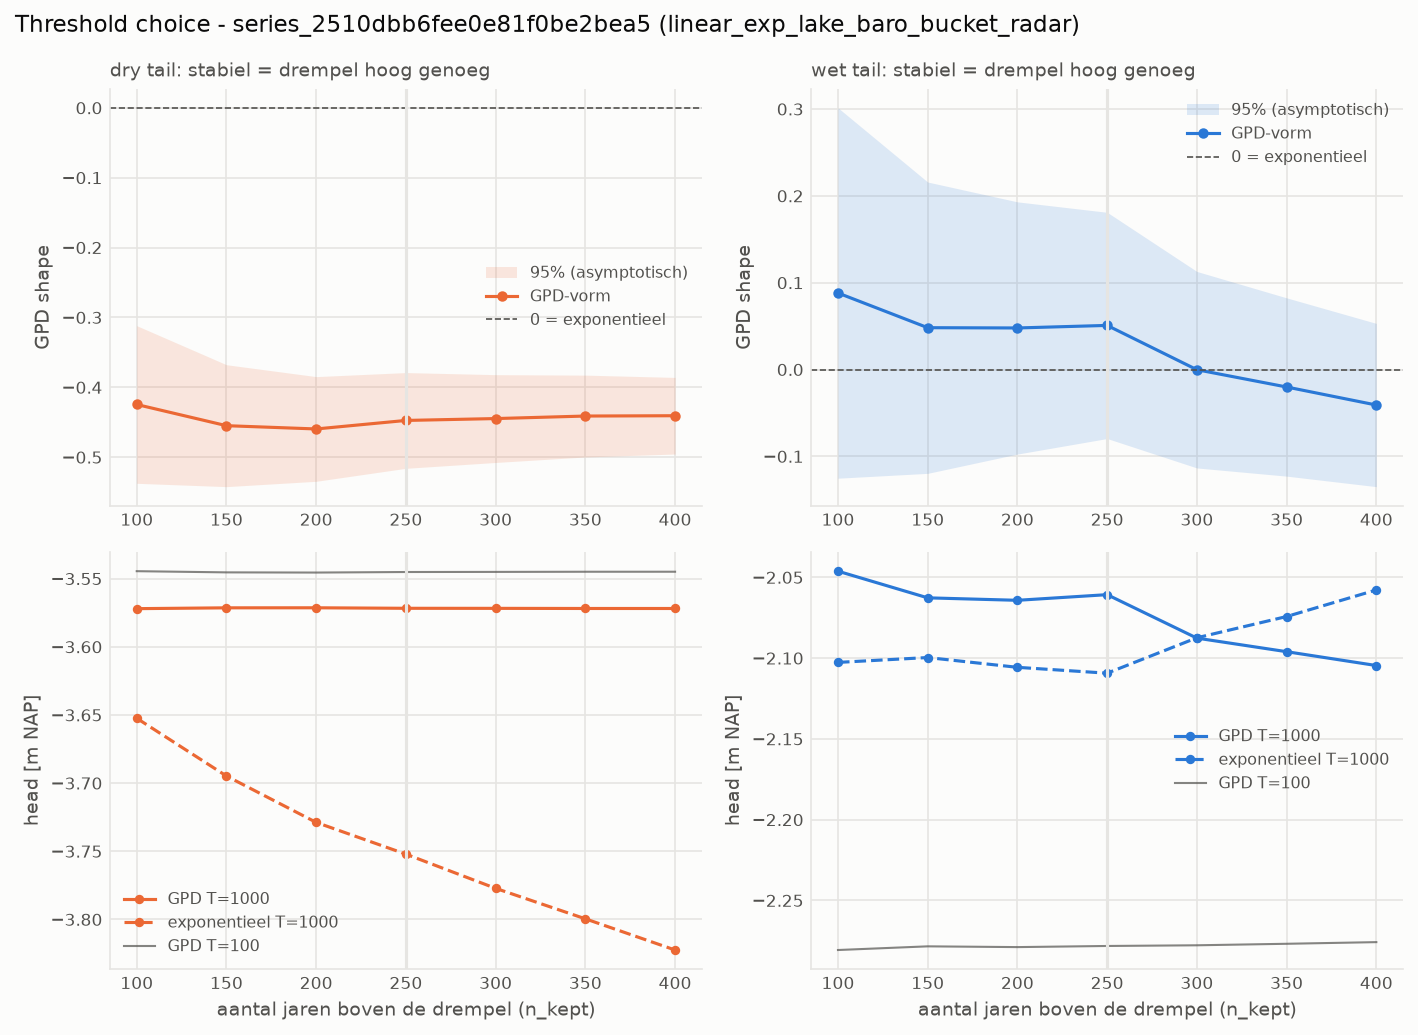 Threshold choice - series_2510dbb6fee0e81f0be2bea5 (linear_exp_lake_baro_bucket_radar)
dry tail: stabiel = drempel hoog genoeg
GPD shape
0.0
−0.1
−0.2
−0.3
−0.4
−0.5
95% (asymptotisch)
GPD-vorm
0 = exponentieel
100 150 200 250 300 350 400
wet tail: stabiel = drempel hoog genoeg
GPD shape
0.3
0.2
0.1
0.0
−0.1
95% (asymptotisch)
GPD-vorm
0 = exponentieel
100 150 200 250 300 350 400
head [m NAP]
−3.55
−3.60
−3.65
−3.70
−3.75
−3.80
GPD T=1000
exponentieel T=1000
GPD T=100
100 150 200 250 300 350 400
aantal jaren boven de drempel (n_kept)
head [m NAP]
−2.05
−2.10
−2.15
−2.20
−2.25
GPD T=1000
exponentieel T=1000
GPD T=100
100 150 200 250 300 350 400
aantal jaren boven de drempel (n_kept)